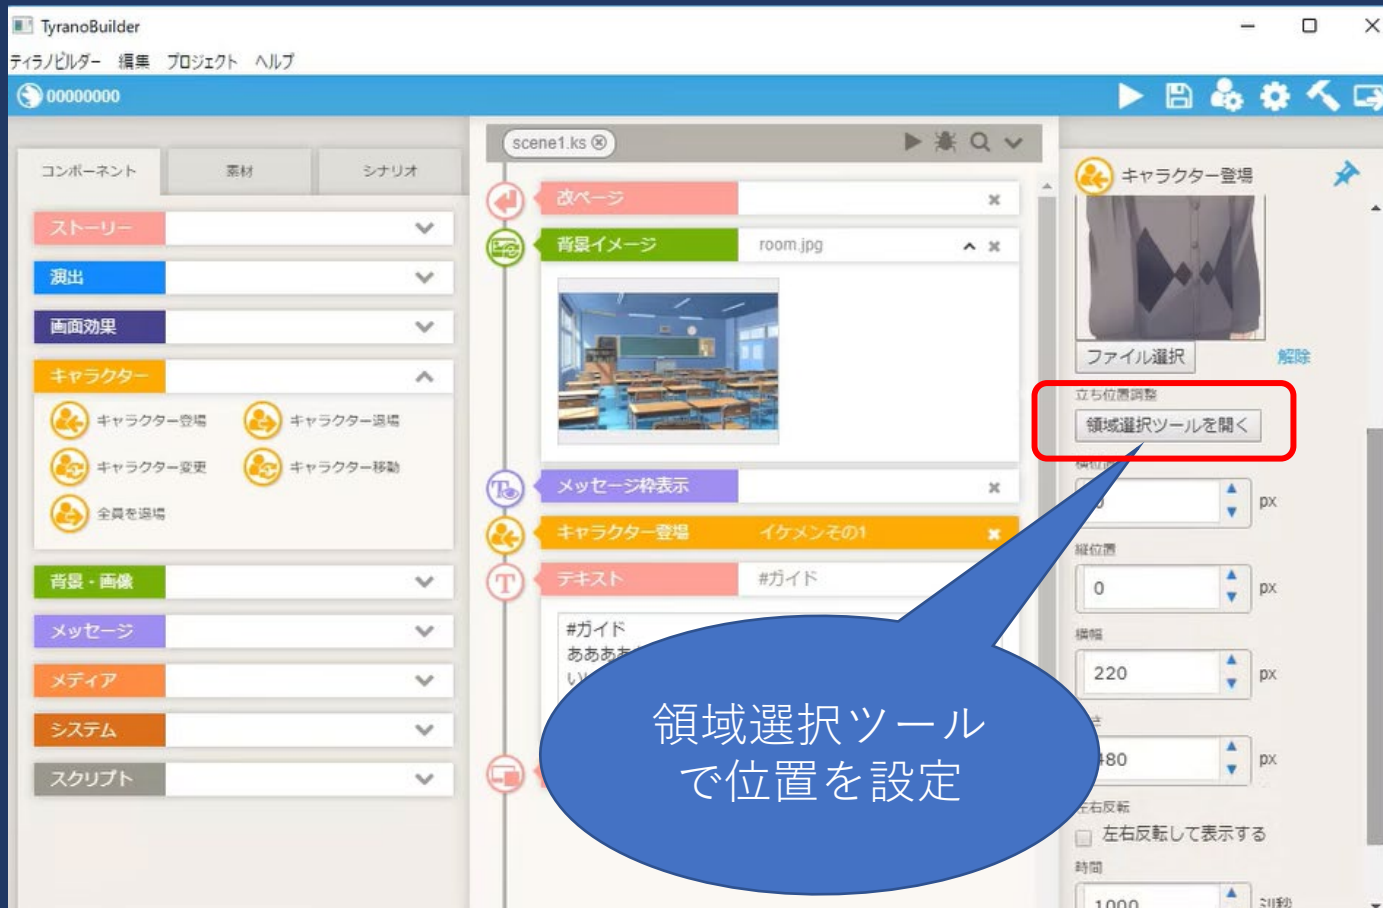 TyranoBuilder
ティラノビルダー 編集 プロジェクト ヘルプ
00000000
コンポーネント 素材 シナリオ
ストーリー
演出
画面効果
キャラクター
キャラクター登場 キャラクター退場
キャラクター変更 キャラクター移動
全員を退場
背景・画像
メッセージ
メディア
システム
スクリプト
scene1.ks
改ページ
背景イメージ room.jpg
メッセージ枠表示
キャラクター登場 イケメンその1
テキスト #ガイド
#ガイド
キャラクター登場
ファイル選択 解除
立ち位置調整
領域選択ツールを開く
px
縦位置
0 px
横幅
220 px
px
左右反転
左右反転して表示する
時間
1000 ミリ秒
領域選択ツール
で位置を設定